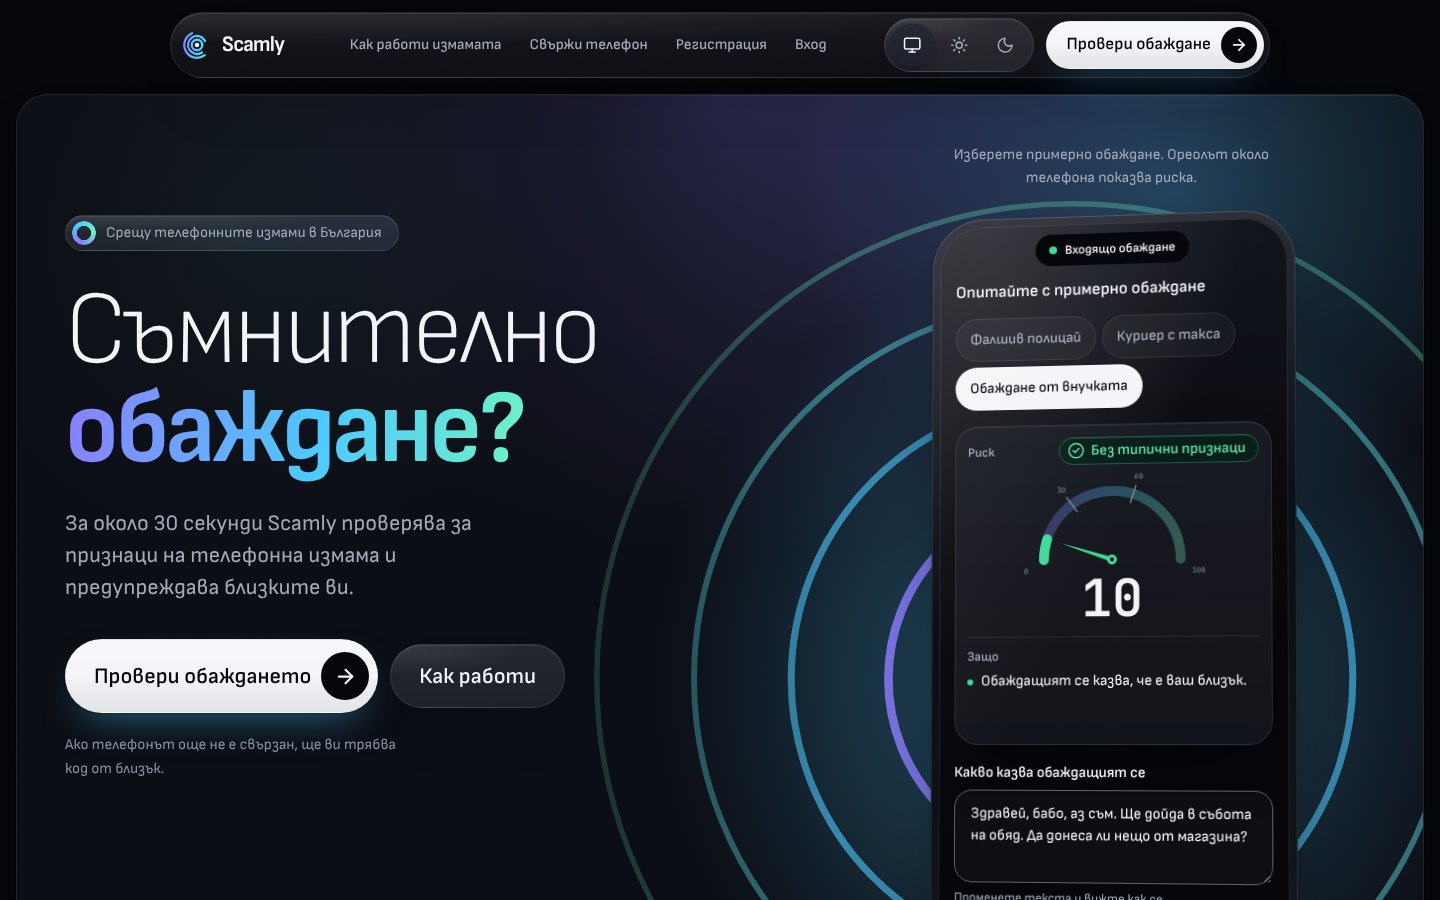 Scamly
Как работи измамата
Свържи телефон
Регистрация
Вход
Провери обаждане
Срещу телефонните измами в България
Съмнително
обаждане?
За около 30 секунди Scamly проверява за
признаци на телефонна измама и
предупреждава близките ви.
Провери обаждането
Как работи
Ако телефонът още не е свързан, ще ви трябва
код от близък.
Изберете примерно обаждане. Ореолът около
телефона показва риска.
Входящо обаждане
Опитайте с примерно обаждане
Фалшив полицай
Куриер с такса
Обаждане от внучката
Риск
Без типични признаци
0
30
60
100
10
Защо
Обаждащият се казва, че е ваш близък.
Какво казва обаждащият се
Здравей, бабо, аз съм. Ще дойда в събота
на обяд. Да донеса ли нещо от магазина?
Променете текста и вижте как се